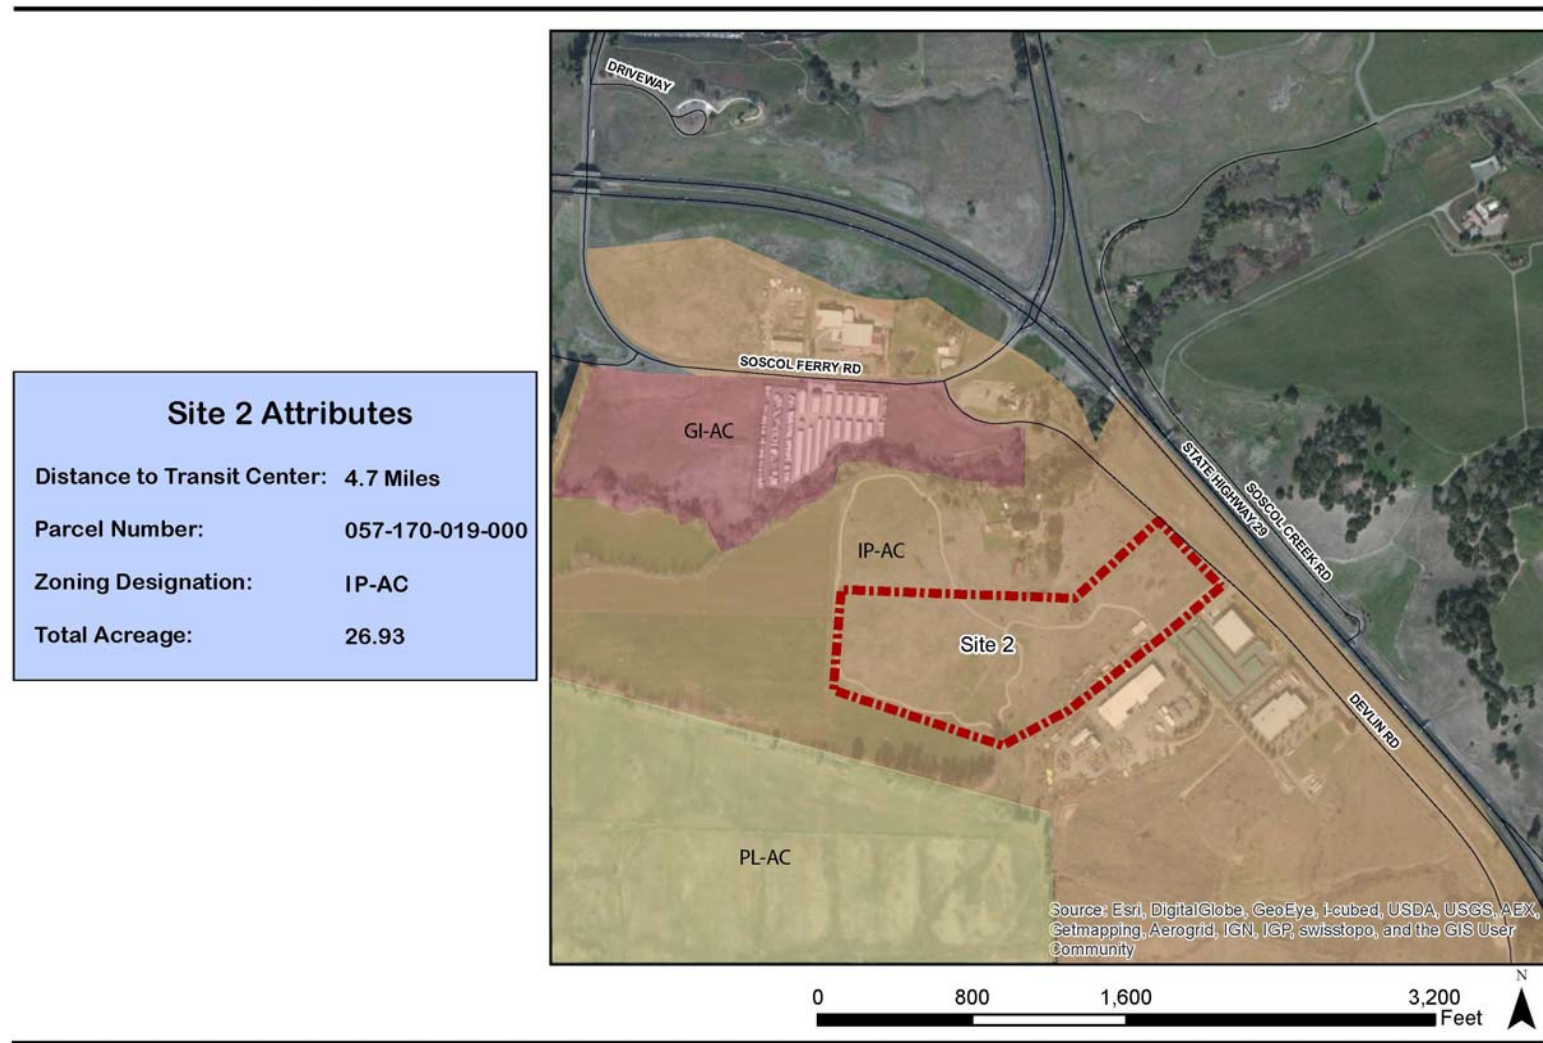 Site 2 Attributes
Distance to Transit Center: 4.7 Miles
Parcel Number: 057-170-019-000
Zoning Designation: IP-AC
Total Acreage: 26.93
DRIVEWAY
SOSCOL FERRY RD
GI-AC
STATE HIGHWAY 29
SOSCOL CREEK RD
IP-AC
Site 2
DEVLIN RD
PL-AC
Source: Esri, DigitalGlobe, GeoEye, i-cubed, USDA, USGS, AEX,
Getmapping, Aerogrid, IGN, IGP, swisstopo, and the GIS User
Community
0 800 1,600 3,200
Feet
N